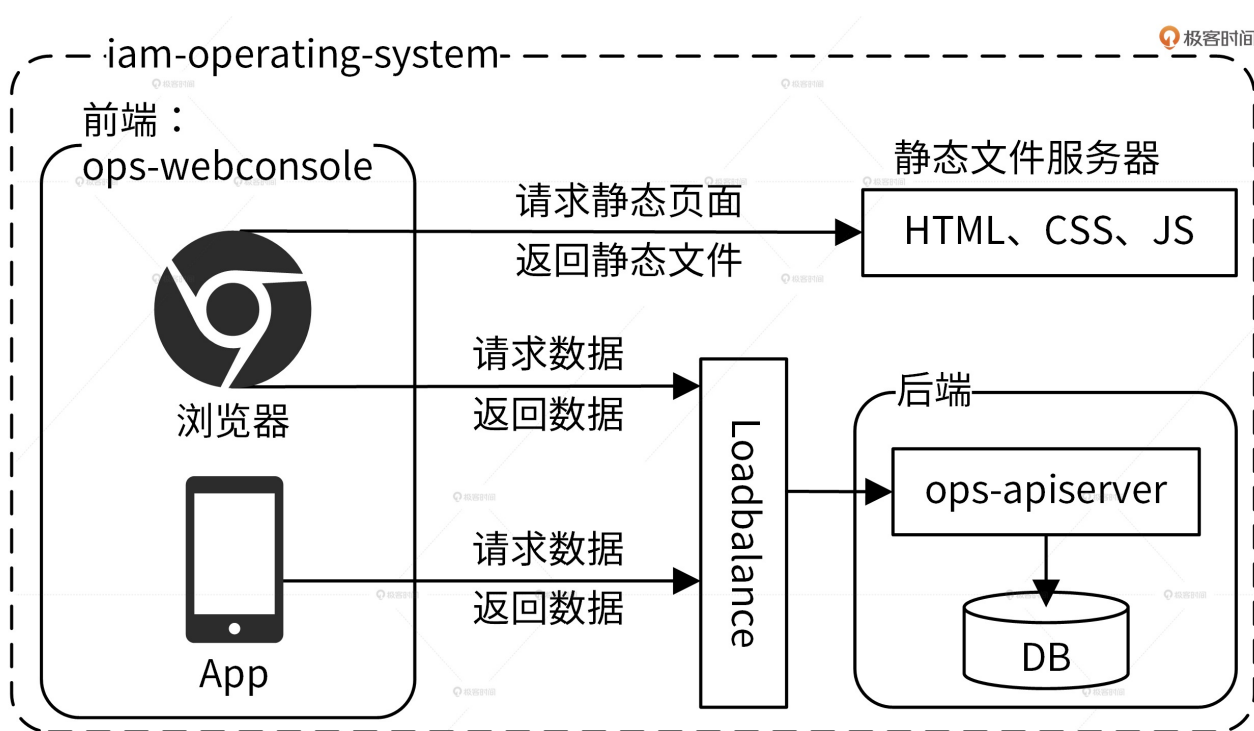 极客时间
iam-operating-system
前端：
ops-webconsole
静态文件服务器
请求静态页面
HTML、CSS、JS
返回静态文件
请求数据
返回数据
浏览器
后端
Loadbalance
ops-apiserver
请求数据
返回数据
App
DB